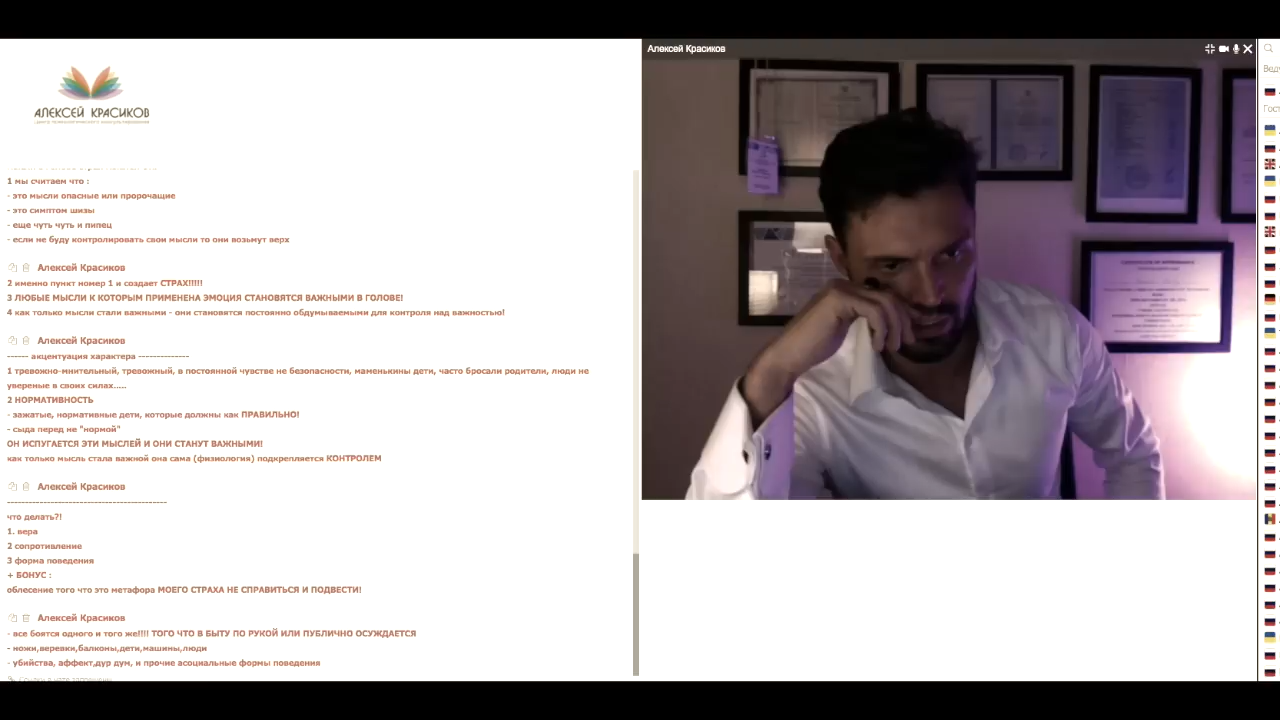 АЛЕКСЕЙ КРАСИКОВ
1 мы считаем что :
- это мысли опасные или пророчащие
- это симптом шизы
- еще чуть чуть и пипец
- если не буду контролировать свои мысли то они возьмут верх
Алексей Красиков
2 именно пункт номер 1 и создает СТРАХ!!!!!
3 ЛЮБЫЕ МЫСЛИ К КОТОРЫМ ПРИМЕНЕНА ЭМОЦИЯ СТАНОВЯТСЯ ВАЖНЫМИ В ГОЛОВЕ!
4 как только мысли стали важными - они становятся постоянно обдумываемыми для контроля над важностью!
Алексей Красиков
------ акцентуация характера --------------
1 тревожно-мнительный, тревожный, в постоянной чувстве не безопасности, маменькины дети, часто бросали родители, люди не
увереные в своих силах.....
2 НОРМАТИВНОСТЬ
- зажатые, нормативные дети, которые должны как ПРАВИЛЬНО!
- сыда перед не "нормой"
ОН ИСПУГАЕТСЯ ЭТИ МЫСЛЕЙ И ОНИ СТАНУТ ВАЖНЫМИ!
как только мысль стала важной она сама (физиология) подкрепляется КОНТРОЛЕМ
Алексей Красиков
--------------------------------------------
что делать?!
1. вера
2 сопротивление
3 форма поведения
+ БОНУС :
облесение того что это метафора МОЕГО СТРАХА НЕ СПРАВИТЬСЯ И ПОДВЕСТИ!
Алексей Красиков
- все боятся одного и того же!!!! ТОГО ЧТО В БЫТУ ПО РУКОЙ ИЛИ ПУБЛИЧНО ОСУЖДАЕТСЯ
- ножи,веревки,балконы,дети,машины,люди
- убийства, аффект,дур дум, и прочие асоциальные формы поведения
Алексей Красиков